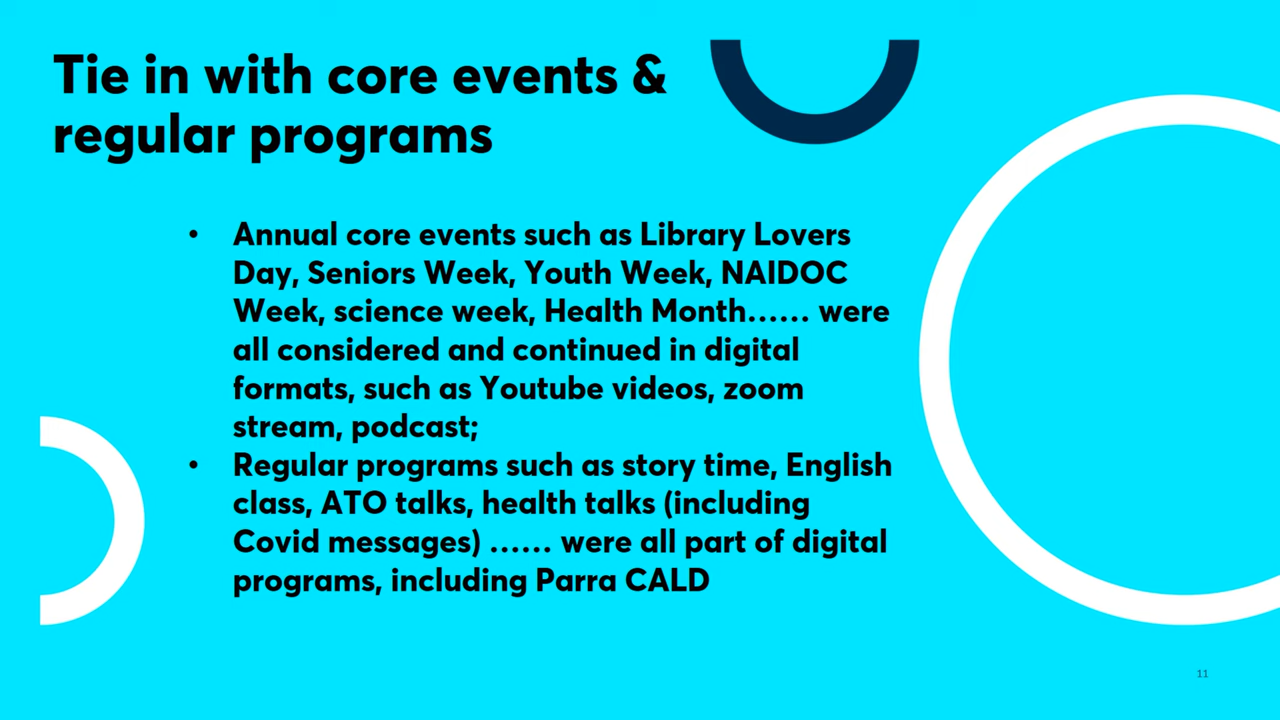 Tie in with core events &
regular programs
• Annual core events such as Library Lovers
Day, Seniors Week, Youth Week, NAIDOC
Week, science week, Health Month…… were
all considered and continued in digital
formats, such as Youtube videos, zoom
stream, podcast;
• Regular programs such as story time, English
class, ATO talks, health talks (including
Covid messages) …… were all part of digital
programs, including Parra CALD
11